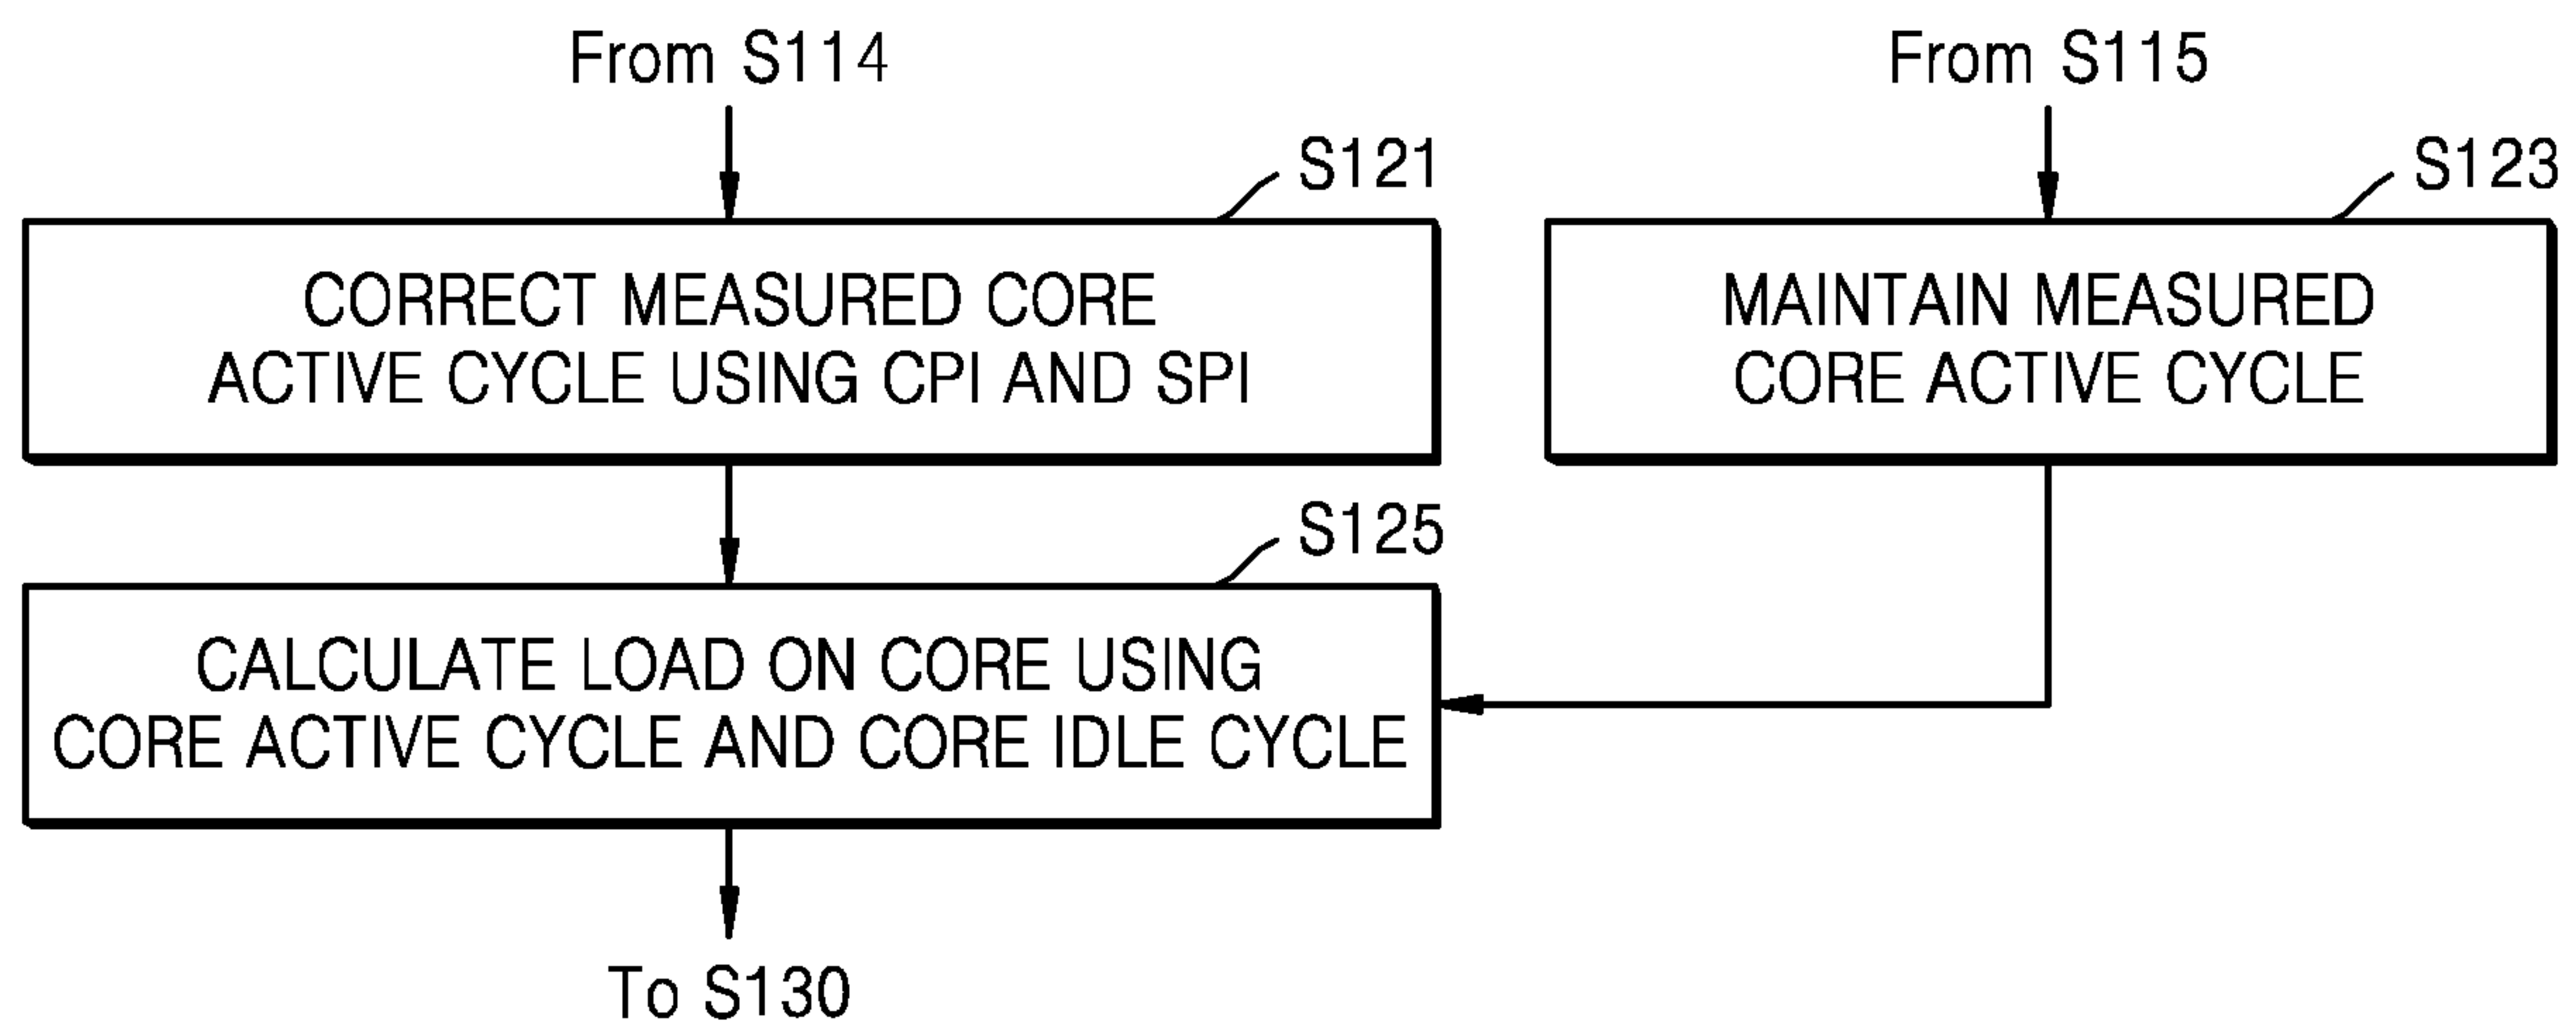 From S114
From S115
S121
S123
CORRECT MEASURED CORE
ACTIVE CYCLE USING CPI AND SPI
MAINTAIN MEASURED
CORE ACTIVE CYCLE
S125
CALCULATE LOAD ON CORE USING
CORE ACTIVE CYCLE AND CORE IDLE CYCLE
To S130